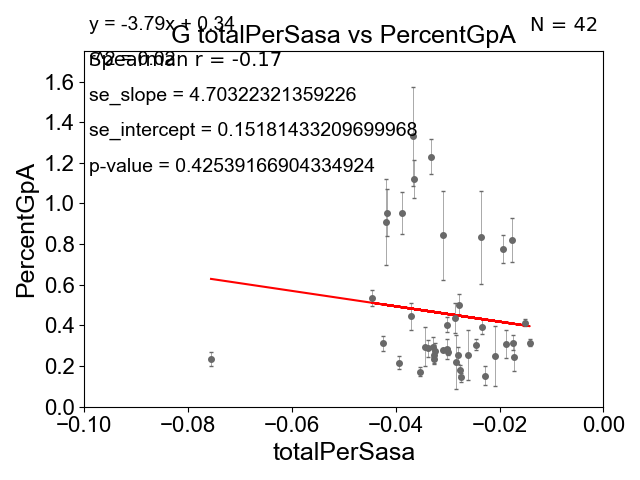 y = -3.79x + 0.34
N = 42
G totalPerSasa vs PercentGpA
Spearman r = -0.17
se_slope = 4.70322321359226
se_intercept = 0.15181433209699968
p-value = 0.42539166904334924
PercentGpA
1.6
1.4
1.2
1.0
0.8
0.6
0.4
0.2
0.0
−0.10
−0.08
−0.06
−0.04
−0.02
0.00
totalPerSasa